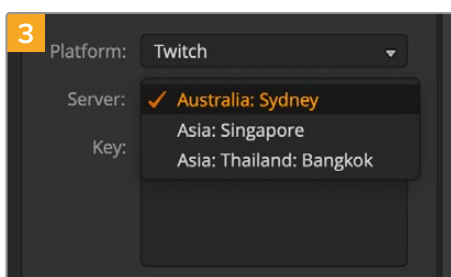 3
Platform: Twitch
Server: ✓ Australia: Sydney
Asia: Singapore
Key:
Asia: Thailand: Bangkok